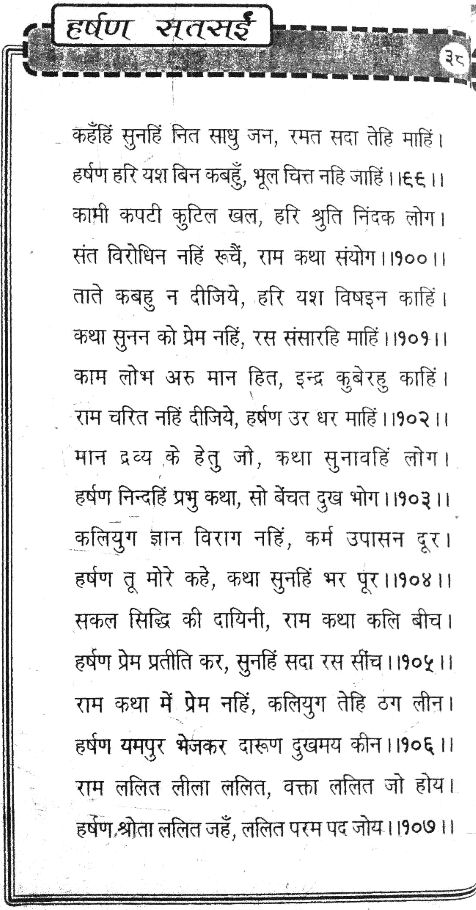 हर्षण सतसई
३८
कहँहिं सुनहिं नित साधु जन, रमत सदा तेहि माहिं।
हर्षण हरि यश बिन कबहुँ, भूल चित्त नहि जाहिं।।६६।।
कामी कपटी कुटिल खल, हरि श्रुति निंदक लोग।
संत विरोधिन नहिं रूचैं, राम कथा संयोग।।१००।।
ताते कबहु न दीजिये, हरि यश विषइन काहिं।
कथा सुनन को प्रेम नहिं, रस संसारहि माहिं।।१०१।।
काम लोभ अरु मान हित, इन्द्र कुबेरहु काहिं।
राम चरित नहिं दीजिये, हर्षण उर धर माहिं।।१०२।।
मान द्रव्य के हेतु जो, कथा सुनावहिं लोग।
हर्षण निन्दहिं प्रभु कथा, सो बेंचत दुख भोग।।१०३।।
कलियुग ज्ञान विराग नहिं, कर्म उपासन दूर।
हर्षण तू मोरे कहे, कथा सुनहिं भर पूर।।१०४।।
सकल सिद्धि की दायिनी, राम कथा कलि बीच।
हर्षण प्रेम प्रतीति कर, सुनहिं सदा रस सींच।।१०५।।
राम कथा में प्रेम नहिं, कलियुग तेहि ठग लीन।
हर्षण यमपुर भेजकर दारूण दुखमय कीन।।१०६।।
राम ललित लीला ललित, वक्ता ललित जो होय।
हर्षण श्रोता ललित जहँ, ललित परम पद जोय।।१०७।।